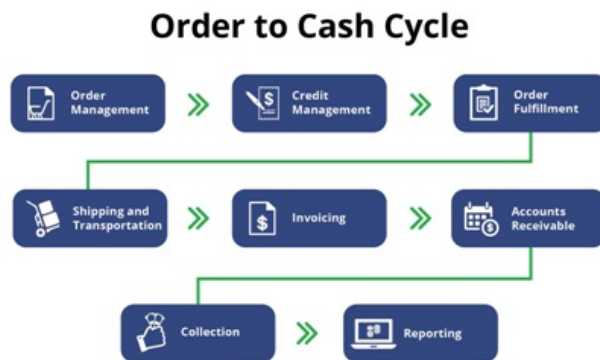 Order to Cash Cycle
Order
Management
Credit
Management
Order
Fulfillment
Shipping and
Transportation
Invoicing
Accounts
Receivable
Collection
Reporting